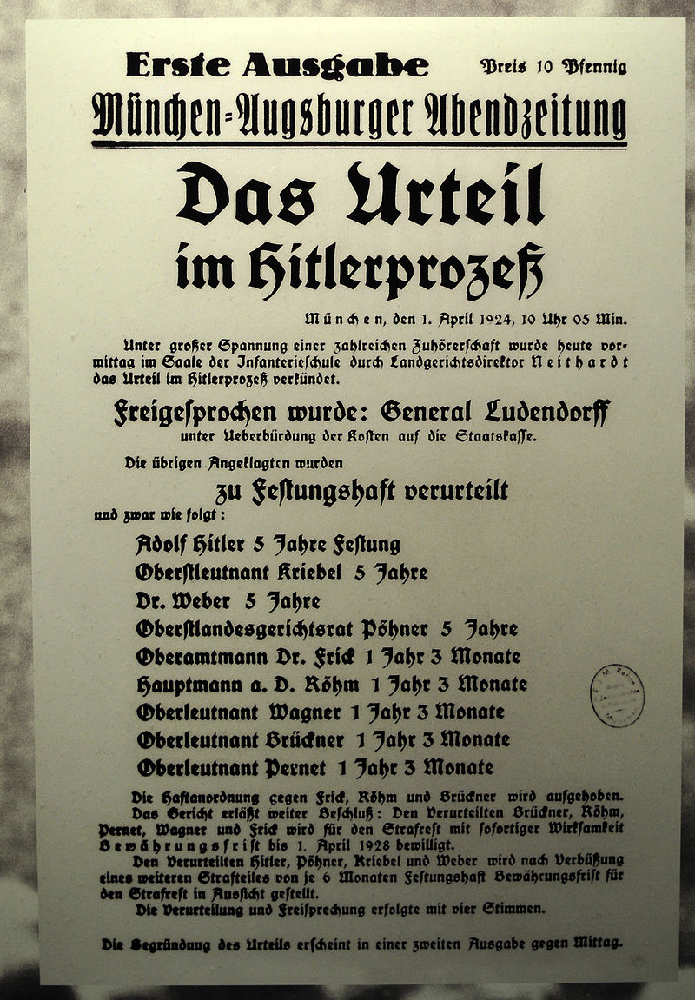 Erste Ausgabe Preis 10 Pfennig
München-Augsburger Abendzeitung
Das Urteil
im Hitlerprozeß
München, den 1. April 1924, 10 Uhr 05 Min.
Unter großer Spannung einer zahlreichen Zuhörerschaft wurde heute vor-
mittag im Saale der Infanterieschule durch Landgerichtsdirektor Neithardt
das Urteil im Hitlerprozeß verkündet.
Freigesprochen wurde: General Ludendorff
unter Ueberbürdung der Kosten auf die Staatskasse.
Die übrigen Angeklagten wurden
zu Festungshaft verurteilt
und zwar wie folgt:
Adolf Hitler 5 Jahre Festung
Oberstleutnant Kriebel 5 Jahre
Dr. Weber 5 Jahre
Oberstlandesgerichtsrat Pöhner 5 Jahre
Oberamtmann Dr. Frick 1 Jahr 3 Monate
Hauptmann a. D. Röhm 1 Jahr 3 Monate
Oberleutnant Wagner 1 Jahr 3 Monate
Oberleutnant Brückner 1 Jahr 3 Monate
Oberleutnant Pernet 1 Jahr 3 Monate
Die Haftanordnung gegen Frick, Röhm und Brückner wird aufgehoben.
Das Gericht erläßt weiter Beschluß: Den Verurteilten Brückner, Röhm,
Pernet, Wagner und Frick wird für den Strafrest mit sofortiger Wirksamkeit
Bewährungsfrist bis 1. April 1928 bewilligt.
Den Verurteilten Hitler, Pöhner, Kriebel und Weber wird nach Verbüßung
eines weiteren Strafteiles von je 6 Monaten Festungshaft Bewährungsfrist für
den Strafrest in Aussicht gestellt.
Die Verurteilung und Freisprechung erfolgte mit vier Stimmen.
Die Begründung des Urteils erscheint in einer zweiten Ausgabe gegen Mittag.